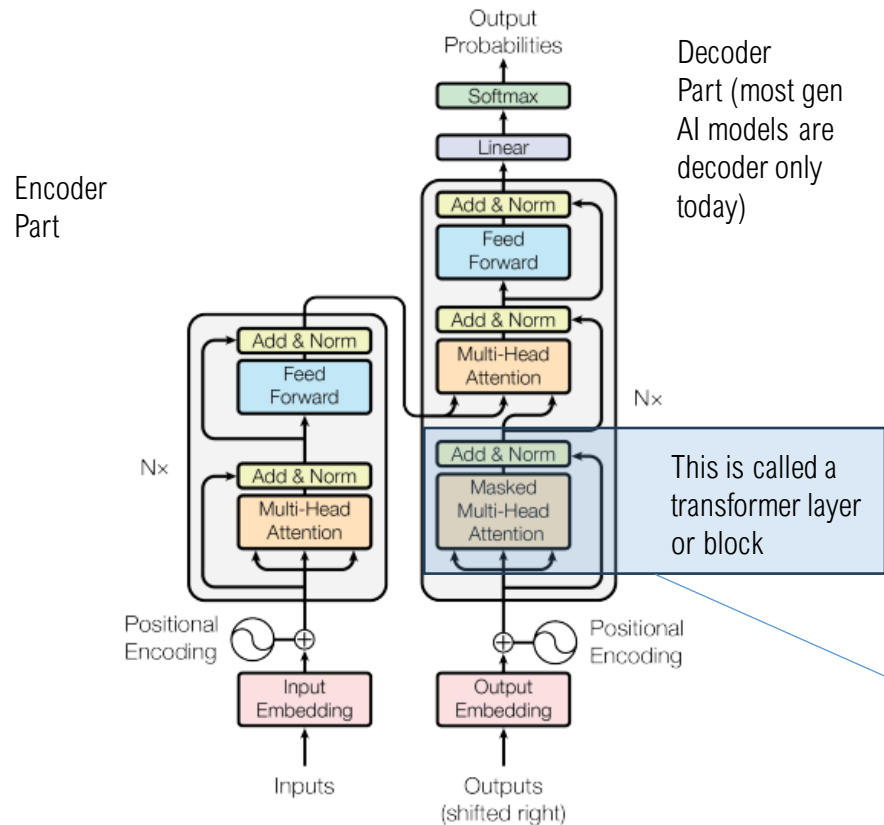 Output
Probabilities
Softmax
Linear
Decoder
Part (most gen
AI models are
decoder only
today)
Encoder
Part
Add & Norm
Feed
Forward
Add & Norm
Multi-Head
Attention
Nx
Add & Norm
Masked
Multi-Head
Attention
This is called a
transformer layer
or block
Add & Norm
Feed
Forward
Nx
Add & Norm
Multi-Head
Attention
Positional
Encoding
Positional
Encoding
Input
Embedding
Output
Embedding
Inputs
Outputs
(shifted right)